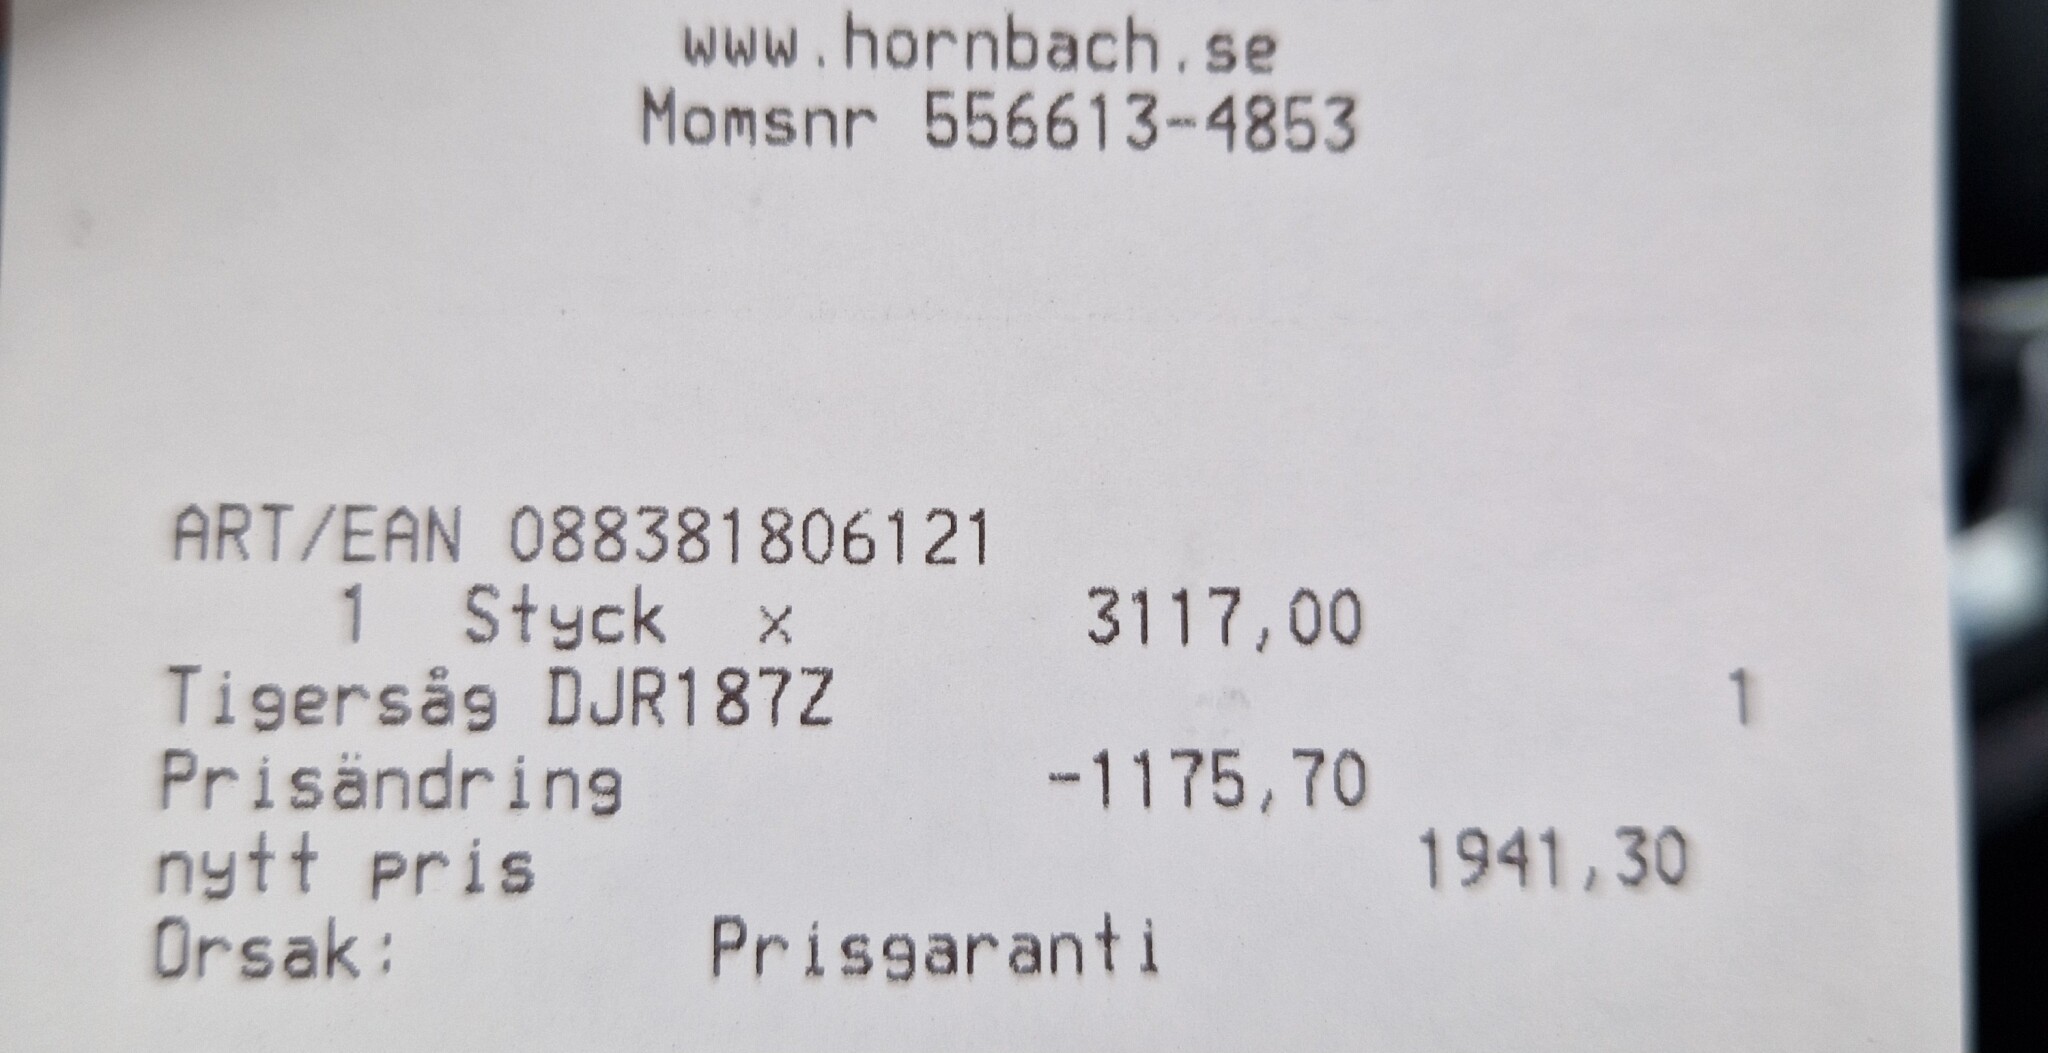 www.hornbach.se
Momsnr 556613-4853
ART/EAN 088381806121
1 Styck x 3117,00
Tigersåg DJR187Z 1
Prisändring -1175,70
nytt pris 1941,30
Orsak: Prisgaranti